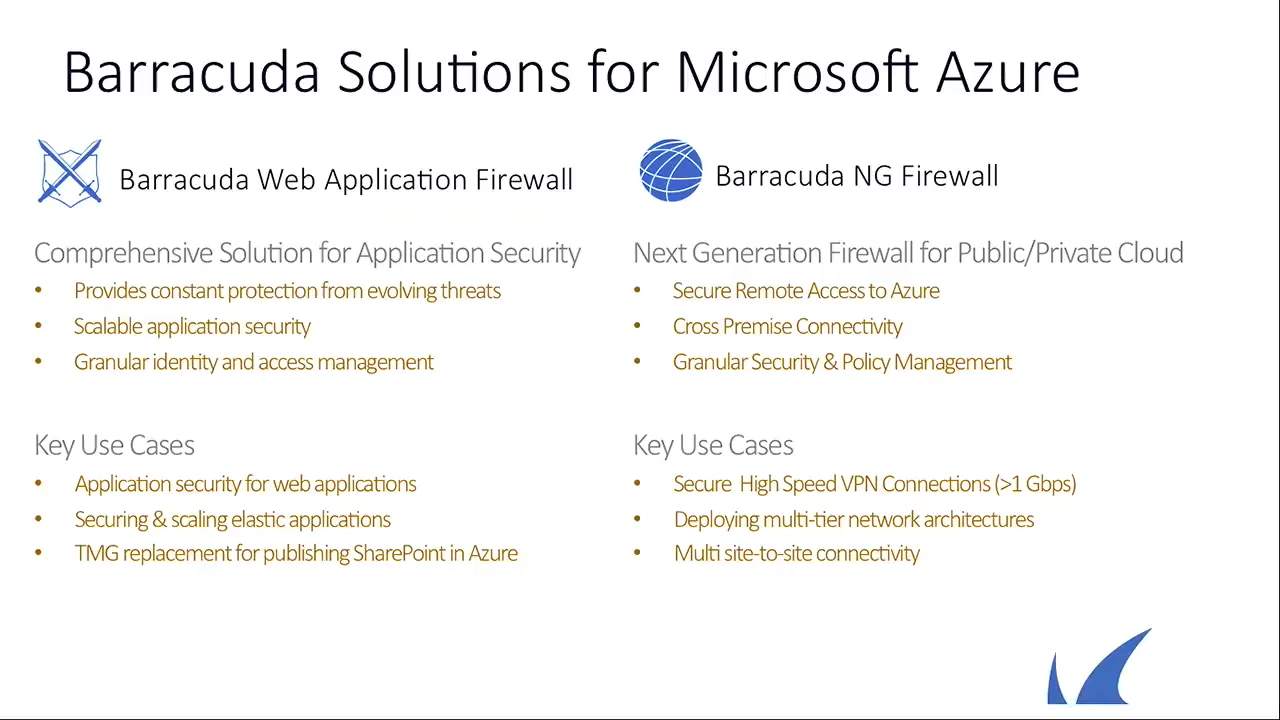 Barracuda Solutions for Microsoft Azure
Barracuda Web Application Firewall
Comprehensive Solution for Application Security
• Provides constant protection from evolving threats
• Scalable application security
• Granular identity and access management
Key Use Cases
• Application security for web applications
• Securing & scaling elastic applications
• TMG replacement for publishing SharePoint in Azure
Barracuda NG Firewall
Next Generation Firewall for Public/Private Cloud
• Secure Remote Access to Azure
• Cross Premise Connectivity
• Granular Security & Policy Management
Key Use Cases
• Secure  High Speed VPN Connections (>1 Gbps)
• Deploying multi-tier network architectures
• Multi site-to-site connectivity